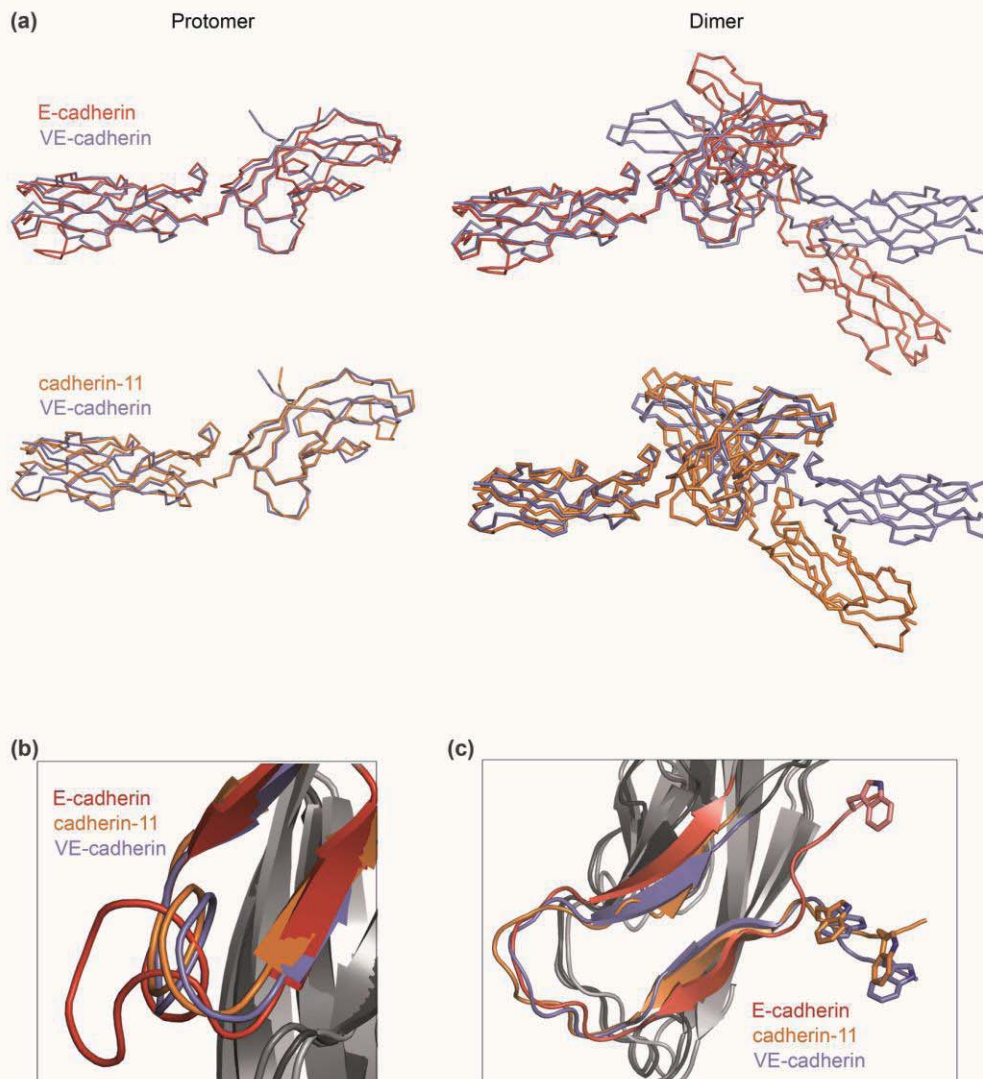 (a)
Protomer
Dimer
E-cadherin
VE-cadherin
cadherin-11
VE-cadherin
(b)
E-cadherin
cadherin-11
VE-cadherin
(c)
E-cadherin
cadherin-11
VE-cadherin